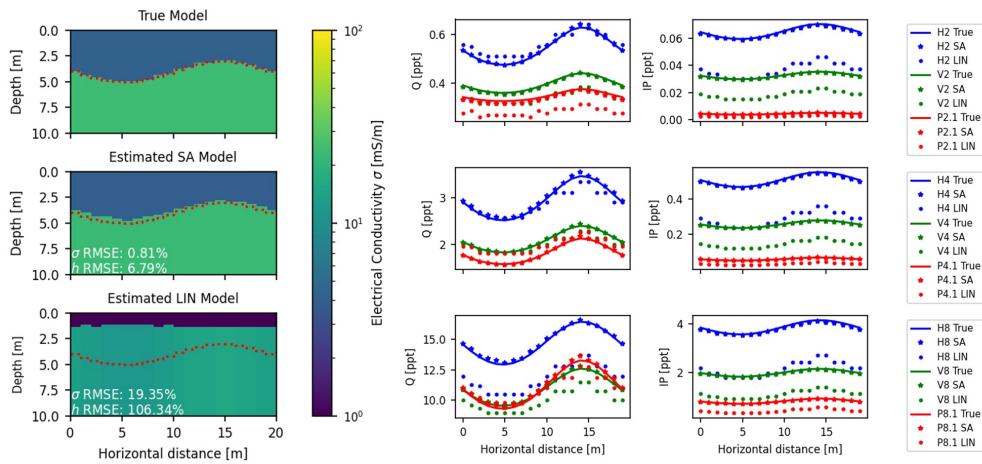 True Model
Depth [m]
0.0
2.5
5.0
7.5
10.0
Estimated SA Model
Depth [m]
0.0
2.5
5.0
7.5
10.0
σ RMSE: 0.81%
h RMSE: 6.79%
Estimated LIN Model
Depth [m]
0.0
2.5
5.0
7.5
10.0
σ RMSE: 19.35%
h RMSE: 106.34%
0 5 10 15 20
Horizontal distance [m]
10²
10¹
10⁰
Electrical Conductivity σ [mS/m]
Q [ppt]
0.6
0.4
IP [ppt]
0.06
0.04
0.02
0.00
H2 True
H2 SA
H2 LIN
V2 True
V2 SA
V2 LIN
P2.1 True
P2.1 SA
P2.1 LIN
Q [ppt]
3
2
IP [ppt]
0.4
0.2
H4 True
H4 SA
H4 LIN
V4 True
V4 SA
V4 LIN
P4.1 True
P4.1 SA
P4.1 LIN
Q [ppt]
15.0
12.5
10.0
0 5 10 15
Horizontal distance [m]
IP [ppt]
4
2
0 5 10 15
Horizontal distance [m]
H8 True
H8 SA
H8 LIN
V8 True
V8 SA
V8 LIN
P8.1 True
P8.1 SA
P8.1 LIN